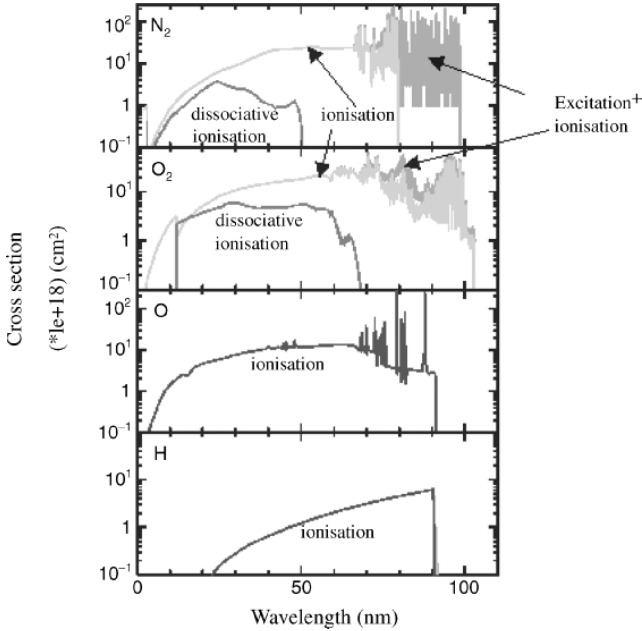 N₂
10²
10¹
1
10⁻¹
dissociative
ionisation
ionisation
Excitation⁺
ionisation
O₂
10¹
1
10⁻¹
dissociative
ionisation
O
10²
10¹
1
10⁻¹
ionisation
H
10¹
1
10⁻¹
ionisation
0
50
100
Wavelength (nm)
Cross section
(*le+18) (cm²)